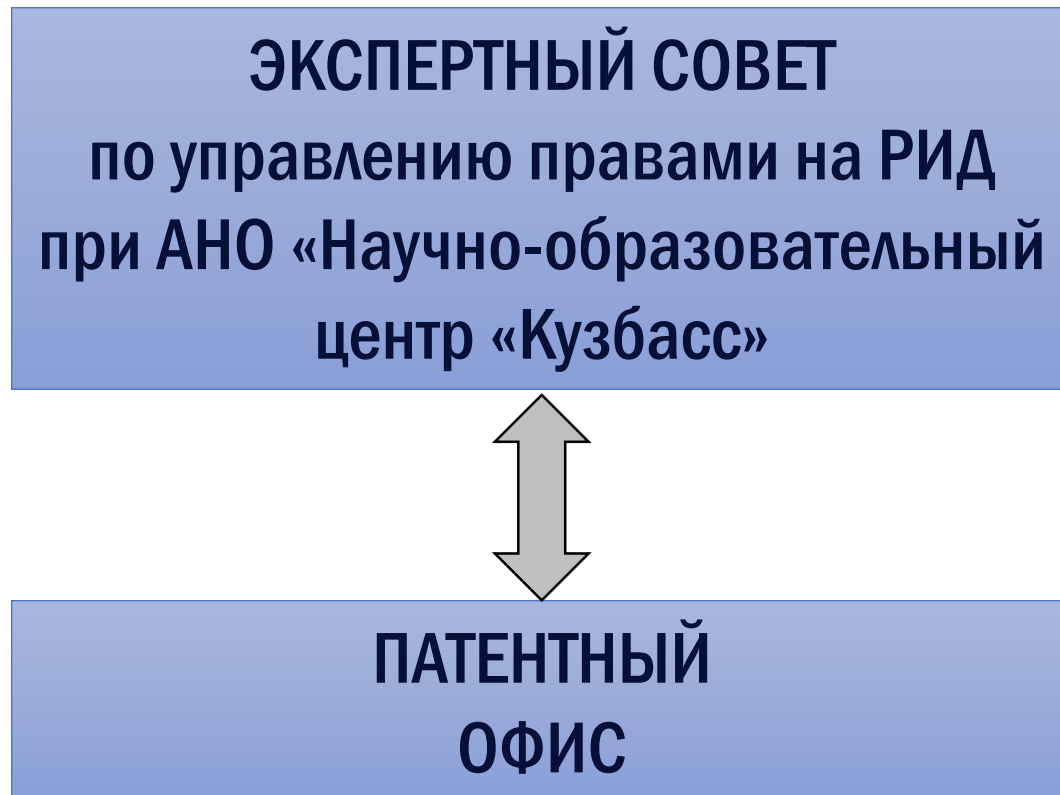 ЭКСПЕРТНЫЙ СОВЕТ
по управлению правами на РИД
при АНО «Научно-образовательный
центр «Кузбасс»
ПАТЕНТНЫЙ
ОФИС